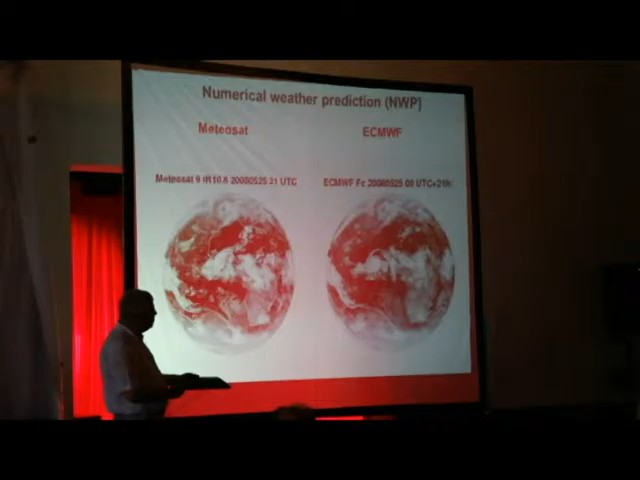 Numerical weather prediction (NWP)
Meteosat ECMWF
Meteosat 9 IR10.8 20080525 21 UTC ECMWF Fc 20080525 00 UTC+21h